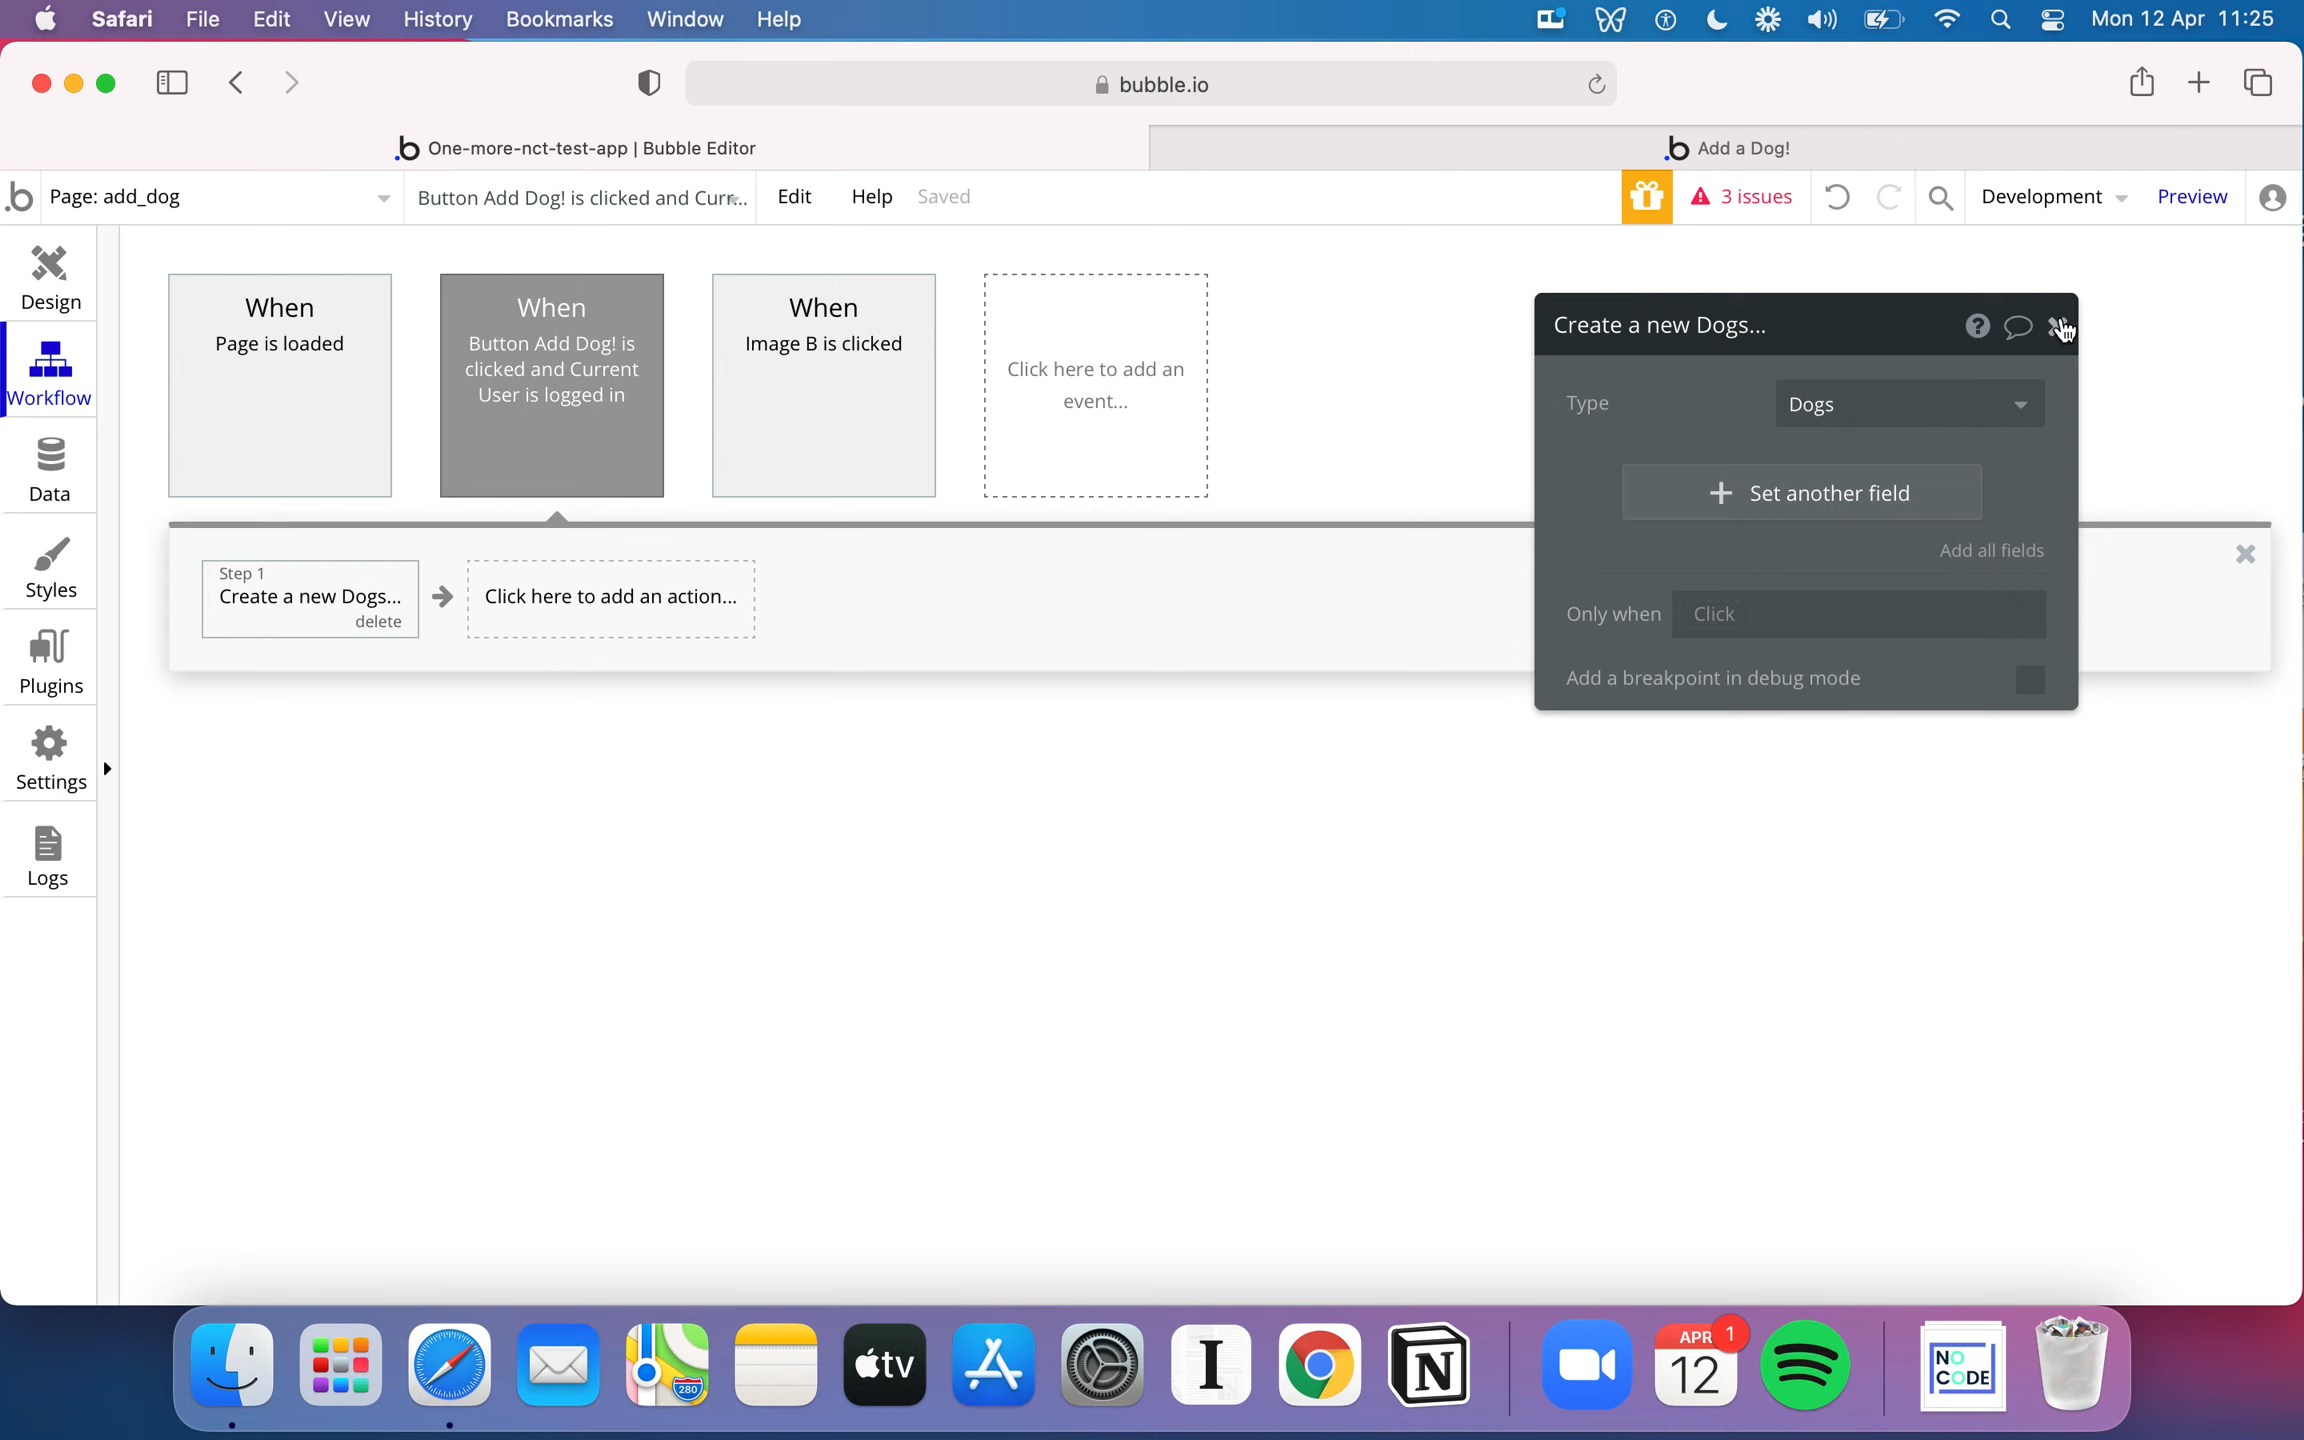 Safari File Edit View History Bookmarks Window Help Mon 12 Apr 11:25
bubble.io
.b One-more-nct-test-app | Bubble Editor
.b Add a Dog!
.b Page: add_dog Button Add Dog! is clicked and Curr... Edit Help Saved 3 issues Development Preview
Design
Workflow
Data
Styles
Plugins
Settings
Logs
When
Page is loaded
When
Button Add Dog! is
clicked and Current
User is logged in
When
Image B is clicked
Click here to add an
event...
Step 1
Create a new Dogs...
delete
Click here to add an action...
Create a new Dogs...
Type Dogs
Set another field
Add all fields
Only when Click
Add a breakpoint in debug mode
280
tv
I
N
APR 1
12
NO
CODE